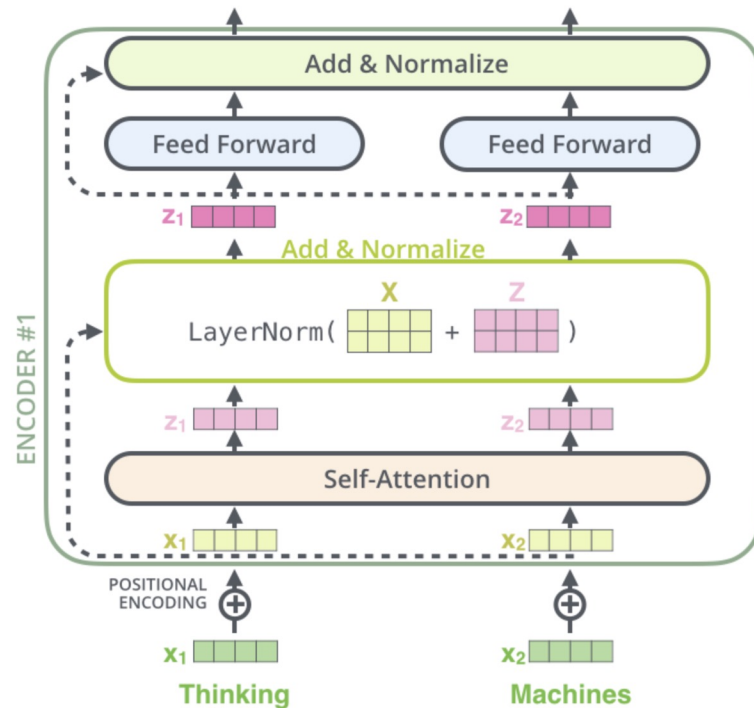 Add & Normalize
Feed Forward Feed Forward
z1 z2
Add & Normalize
X Z
LayerNorm( + )
ENCODER #1
z1 z2
Self-Attention
x1 x2
POSITIONAL
ENCODING
x1 x2
Thinking Machines